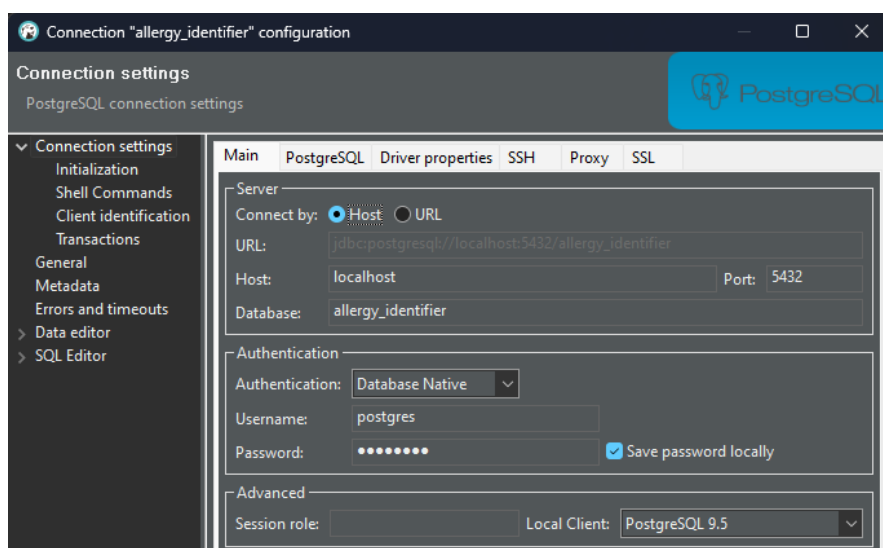 Connection "allergy_identifier" configuration
Connection settings
PostgreSQL connection settings
PostgreSQL
Connection settings
Initialization
Shell Commands
Client identification
Transactions
General
Metadata
Errors and timeouts
Data editor
SQL Editor
Main PostgreSQL Driver properties SSH Proxy SSL
Server
Connect by: Host URL
URL: jdbc:postgresql://localhost:5432/allergy_identifier
Host: localhost Port: 5432
Database: allergy_identifier
Authentication
Authentication: Database Native
Username: postgres
Password: •••••••• Save password locally
Advanced
Session role: Local Client: PostgreSQL 9.5